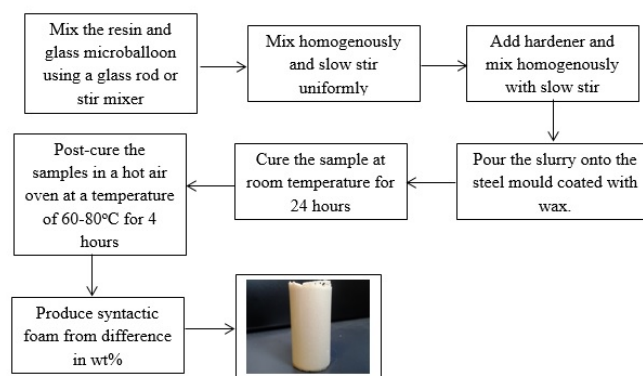 Mix the resin and
glass microballoon
using a glass rod or
stir mixer
Mix homogenously
and slow stir
uniformly
Add hardener and
mix homogenously
with slow stir
Pour the slurry onto the
steel mould coated with
wax.
Cure the sample at
room temperature for
24 hours
Post-cure the
samples in a hot air
oven at a temperature
of 60-80°C for 4
hours
Produce syntactic
foam from difference
in wt%